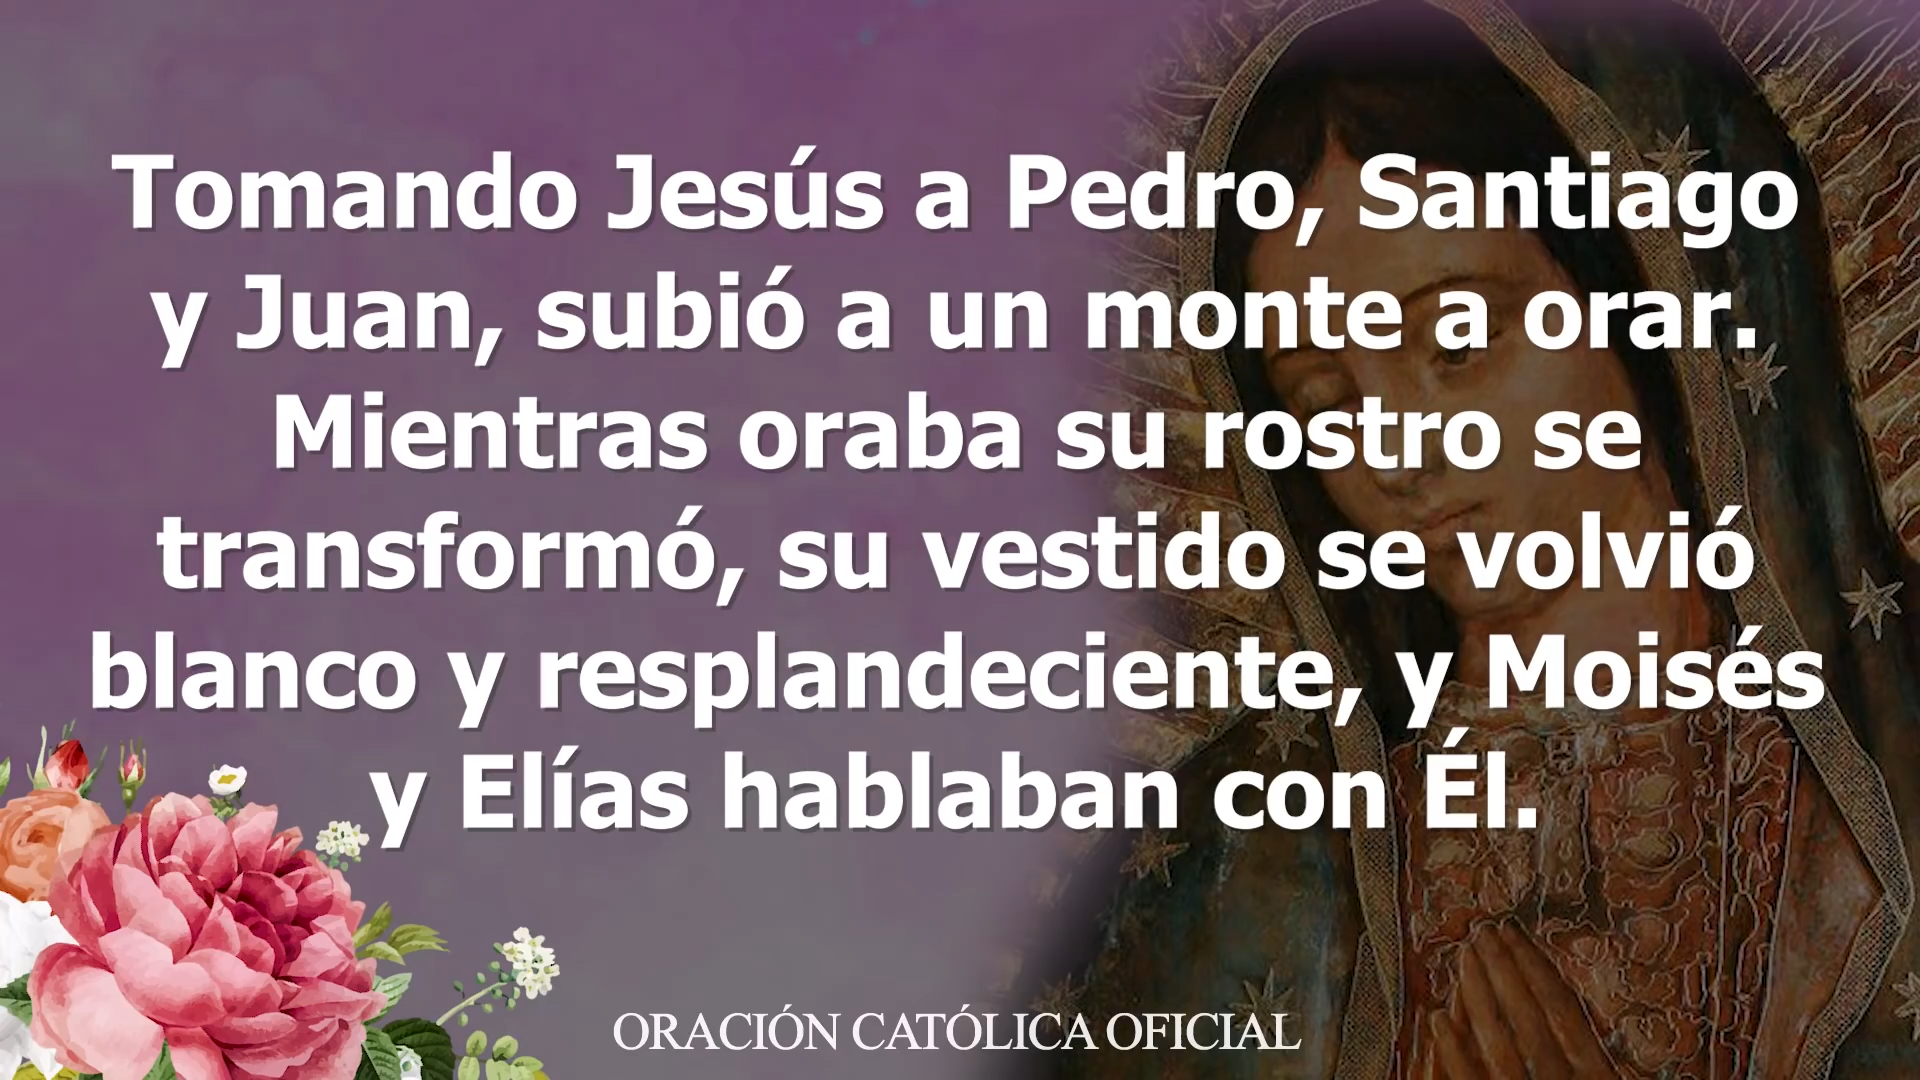 Tomando Jesús a Pedro, Santiago
y Juan, subió a un monte a orar.
Mientras oraba su rostro se
transformó, su vestido se volvió
blanco y resplandeciente, y Moisés
y Elías hablaban con Él.
ORACIÓN CATÓLICA OFICIAL